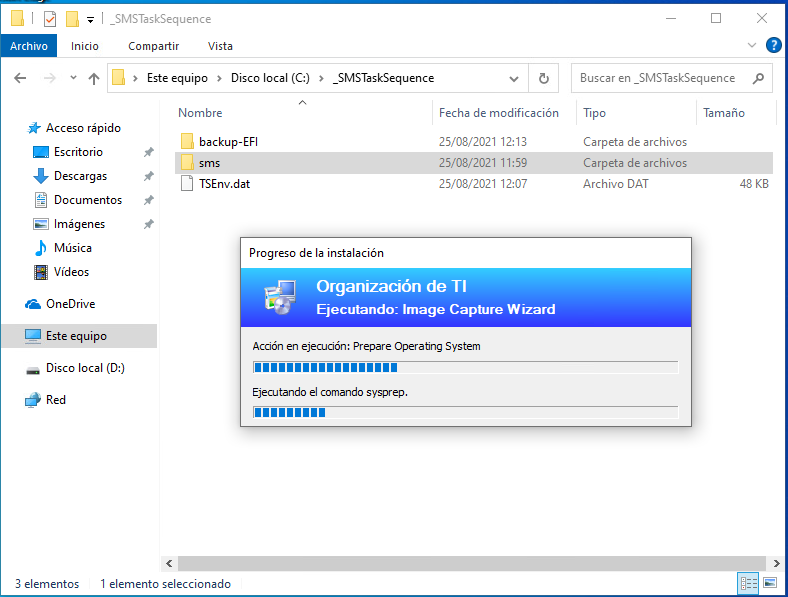 _SMSTaskSequence
Archivo Inicio Compartir Vista
Este equipo Disco local (C:) _SMSTaskSequence
Buscar en _SMSTaskSequence
Nombre Fecha de modificación Tipo Tamaño
Acceso rápido
Escritorio
Descargas
Documentos
Imágenes
Música
Vídeos
OneDrive
Este equipo
Disco local (D:)
Red
backup-EFI 25/08/2021 12:13 Carpeta de archivos
sms 25/08/2021 11:59 Carpeta de archivos
TSEnv.dat 25/08/2021 12:07 Archivo DAT 48 KB
Progreso de la instalación
Organización de TI
Ejecutando: Image Capture Wizard
Acción en ejecución: Prepare Operating System
Ejecutando el comando sysprep.
3 elementos 1 elemento seleccionado